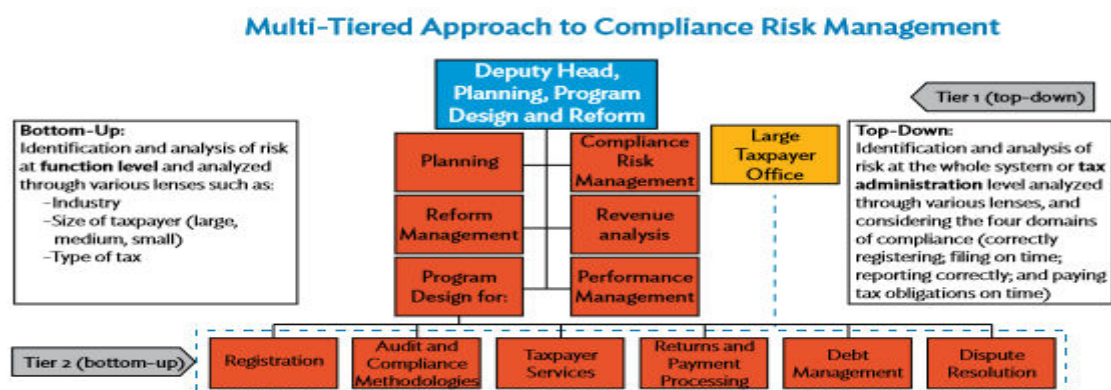 Multi-Tiered Approach to Compliance Risk Management
Deputy Head,
Planning, Program
Design and Reform
Tier 1 (top-down)
Bottom-Up:
Identification and analysis of risk
at function level and analyzed
through various lenses such as:
-Industry
-Size of taxpayer (large,
medium, small)
-Type of tax
Planning
Compliance
Risk
Management
Large
Taxpayer
Office
Top-Down:
Identification and analysis of
risk at the whole system or tax
administration level analyzed
through various lenses, and
considering the four domains
of compliance (correctly
registering; filing on time;
reporting correctly; and paying
tax obligations on time)
Reform
Management
Revenue
analysis
Program
Design for:
Performance
Management
Tier 2 (bottom-up)
Registration
Audit and
Compliance
Methodologies
Taxpayer
Services
Returns and
Payment
Processing
Debt
Management
Dispute
Resolution